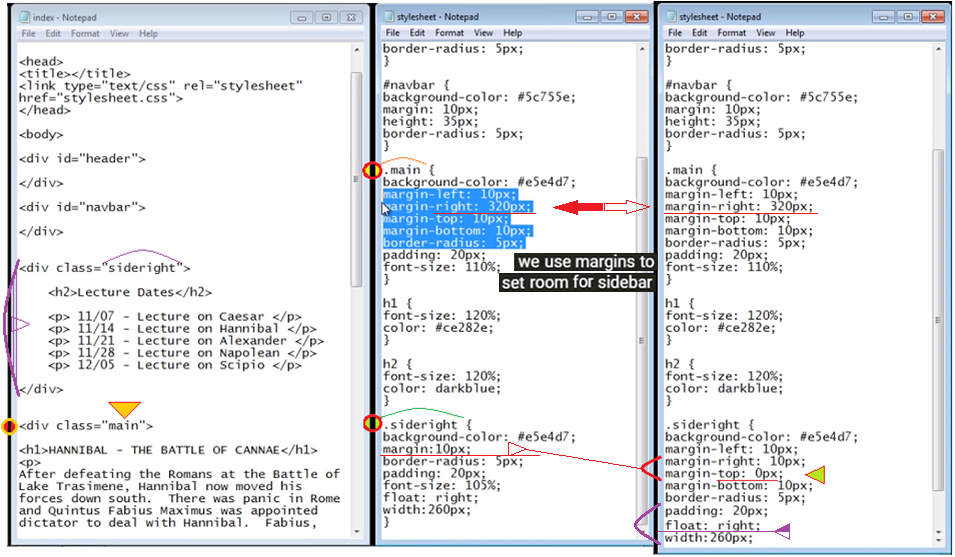 index - Notepad
File Edit Format View Help
<head>
<title></title>
<link type="text/css" rel="stylesheet"
href="stylesheet.css">
</head>
<body>
<div id="header">
</div>
<div id="navbar">
</div>
<div class="sideright">
<h2>Lecture Dates</h2>
<p> 11/07 - Lecture on Caesar </p>
<p> 11/14 - Lecture on Hannibal </p>
<p> 11/21 - Lecture on Alexander </p>
<p> 11/28 - Lecture on Napolean </p>
<p> 12/05 - Lecture on Scipio </p>
</div>
<div class="main">
<h1>HANNIBAL - THE BATTLE OF CANNAE</h1>
<p>
After defeating the Romans at the Battle of
Lake Trasimene, Hannibal now moved his
forces down south.  There was panic in Rome
and Quintus Fabius Maximus was appointed
dictator to deal with Hannibal.  Fabius,
stylesheet - Notepad
File Edit Format View Help
border-radius: 5px;
}
#navbar {
background-color: #5c755e;
margin: 10px;
height: 35px;
border-radius: 5px;
}
.main {
background-color: #e5e4d7;
margin-left: 10px;
margin-right: 320px;
margin-top: 10px;
margin-bottom: 10px;
border-radius: 5px;
padding: 20px;
font-size: 110%;
}
we use margins to
set room for sidebar
h1 {
font-size: 120%;
color: #ce282e;
}
h2 {
font-size: 120%;
color: darkblue;
}
.sideright {
background-color: #e5e4d7;
margin:10px;
border-radius: 5px;
padding: 20px;
font-size: 105%
float: right;
width:260px;
}
stylesheet - Notepad
File Edit Format View Help
border-radius: 5px;
}
#navbar {
background-color: #5c755e;
margin: 10px;
height: 35px;
border-radius: 5px;
}
.main {
background-color: #e5e4d7;
margin-left: 10px;
margin-right: 320px;
margin-top: 10px;
margin-bottom: 10px;
border-radius: 5px;
padding: 20px;
font-size: 110%;
}
h1 {
font-size: 120%;
color: #ce282e;
}
h2 {
font-size: 120%;
color: darkblue;
}
.sideright {
background-color: #e5e4d7;
margin-left: 10px;
margin-right: 10px;
margin-top: 0px;
margin-bottom: 10px;
border-radius: 5px;
padding: 20px;
float: right;
width:260px;